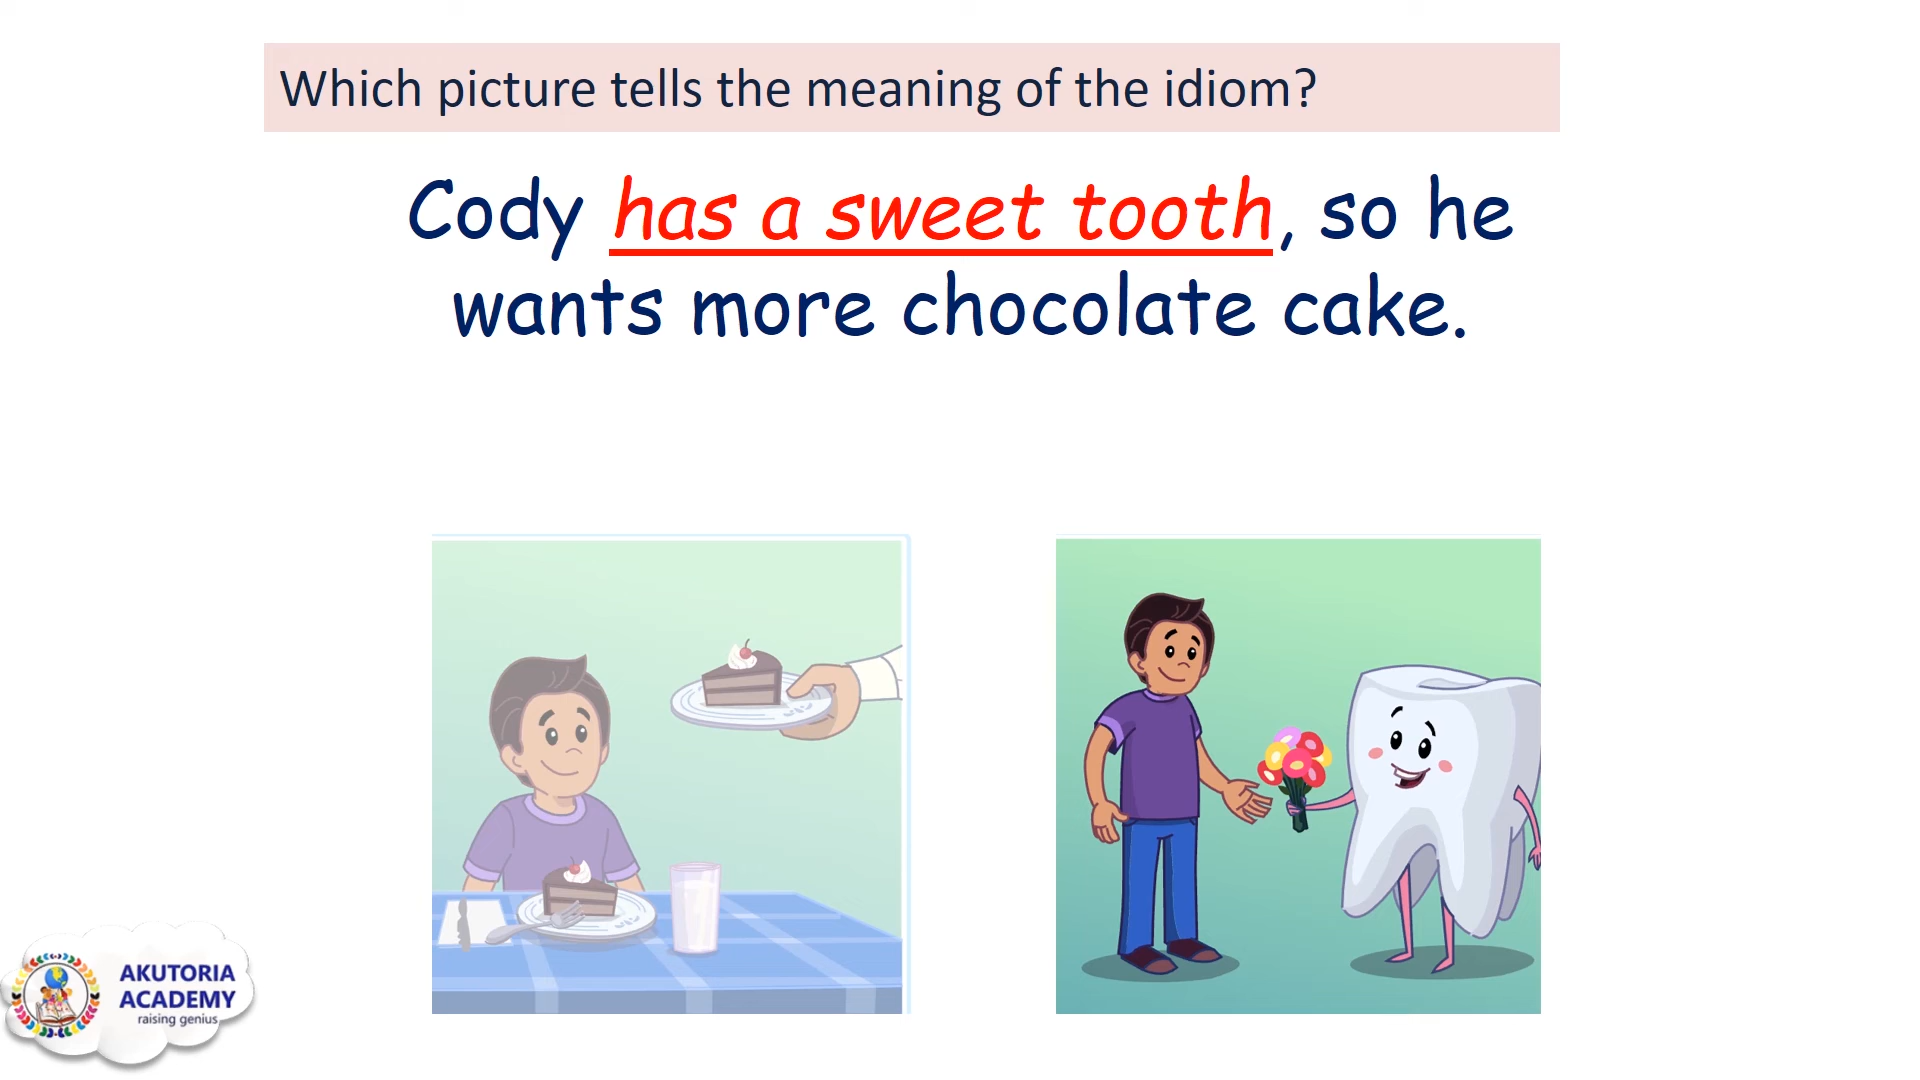 Which picture tells the meaning of the idiom?
Cody has a sweet tooth, so he
wants more chocolate cake.
AKUTORIA
ACADEMY
raising genius